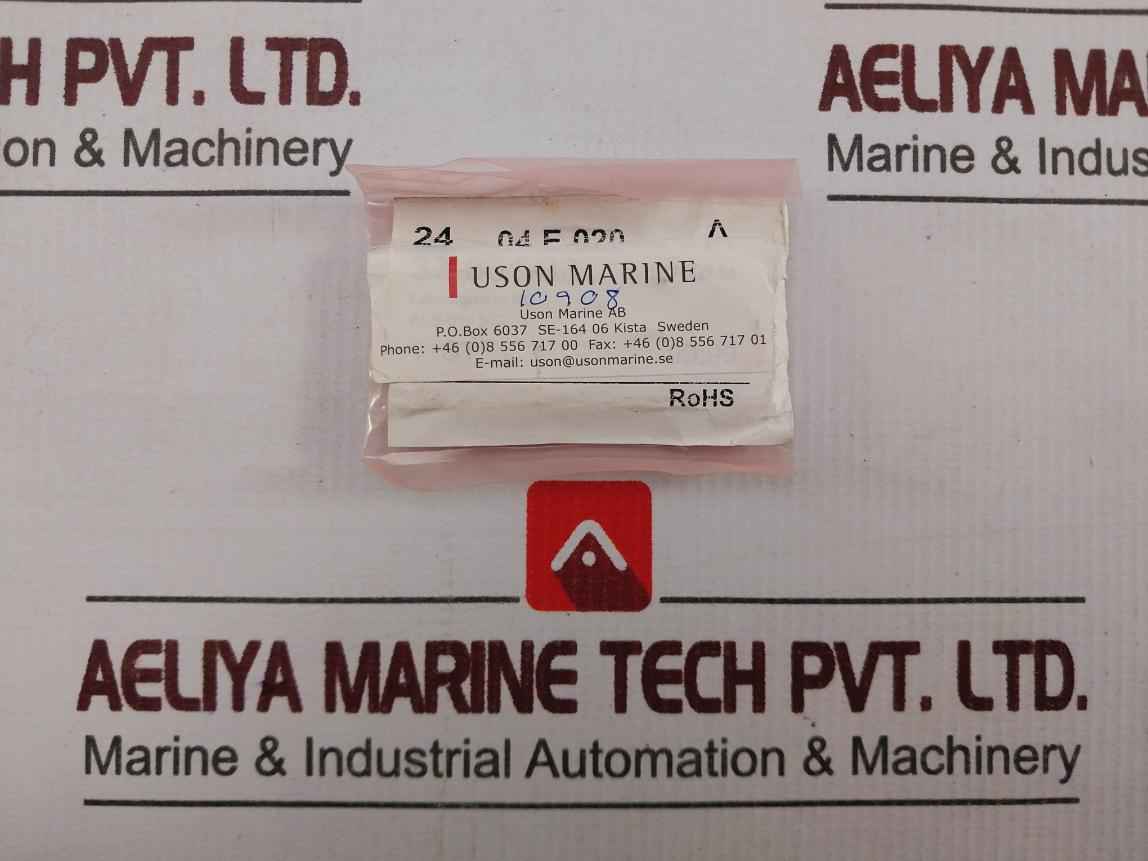 H PVT. LTD.
on & Machinery
AELIYA MA
Marine & Indus
24
USON MARINE
10908
Uson Marine AB
P.O.Box 6037 SE-164 06 Kista Sweden
Phone: +46 (0)8 556 717 00 Fax: +46 (0)8 556 717 01
E-mail: uson@usonmarine.se
RoHS
AELIYA MARINE TECH PVT. LTD.
Marine & Industrial Automation & Machinery